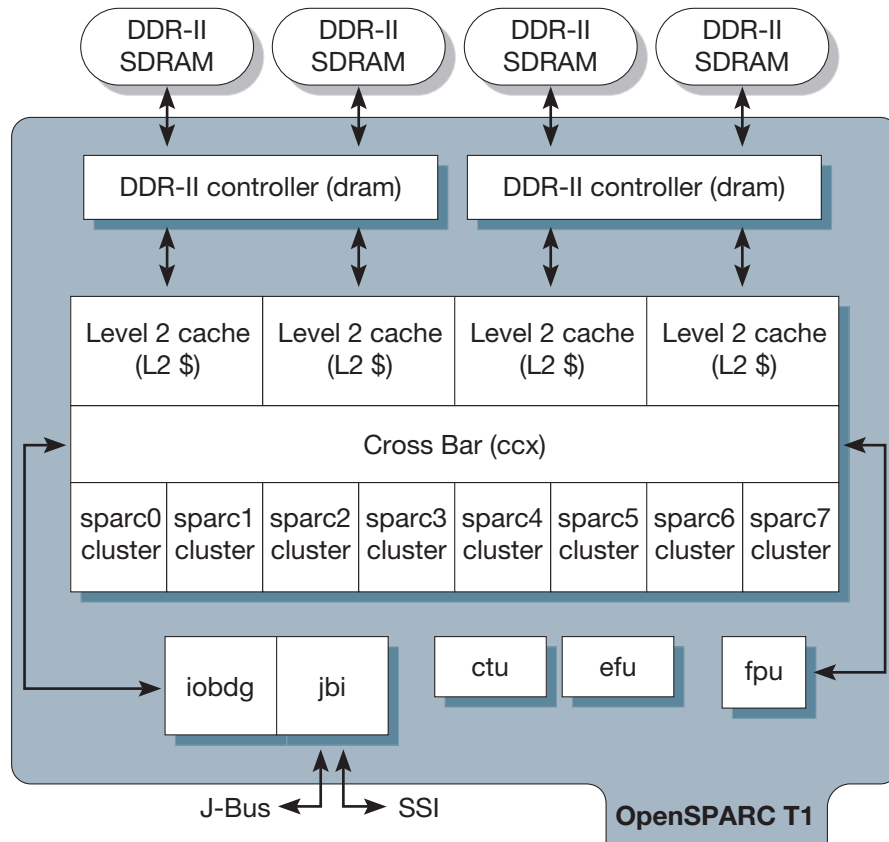 DDR-II
SDRAM
DDR-II
SDRAM
DDR-II
SDRAM
DDR-II
SDRAM
DDR-II controller (dram)
DDR-II controller (dram)
Level 2 cache
(L2 $)
Level 2 cache
(L2 $)
Level 2 cache
(L2 $)
Level 2 cache
(L2 $)
Cross Bar (ccx)
sparc0
cluster
sparc1
cluster
sparc2
cluster
sparc3
cluster
sparc4
cluster
sparc5
cluster
sparc6
cluster
sparc7
cluster
iobdg
jbi
ctu
efu
fpu
J-Bus
SSI
OpenSPARC T1